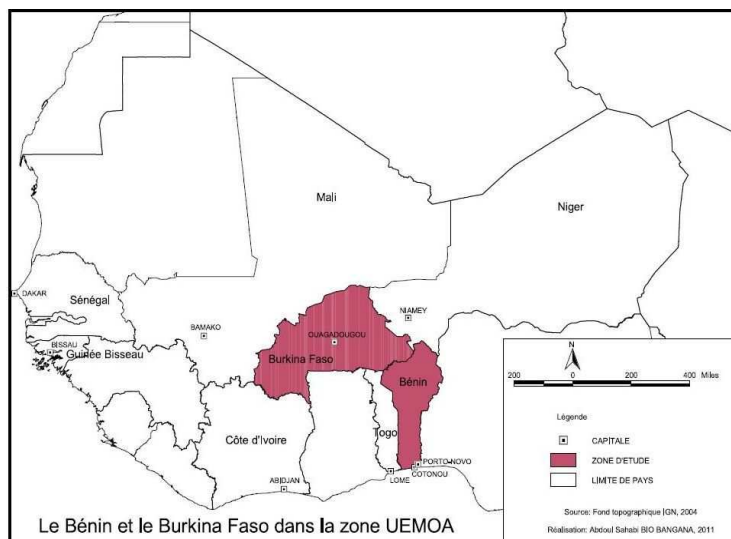 Mali
Niger
DAKAR
Sénégal
NIAMEY
BAMAKO
OUAGADOUGOU
BISSAU
Guinée Bisseau
Burkina Faso
Bénin
Côte d'Ivoire
Togo
ABIDJAN
LOME
PORTO-NOVO
COTONOU
N
200 0 200 400 Miles
Légende
CAPITALE
ZONE D'ETUDE
LIMITE DE PAYS
Source: Fond topographique IGN, 2004
Réalisation: Abdoul Sahabi BIO BANGANA, 2011
Le Bénin et le Burkina Faso dans la zone UEMOA